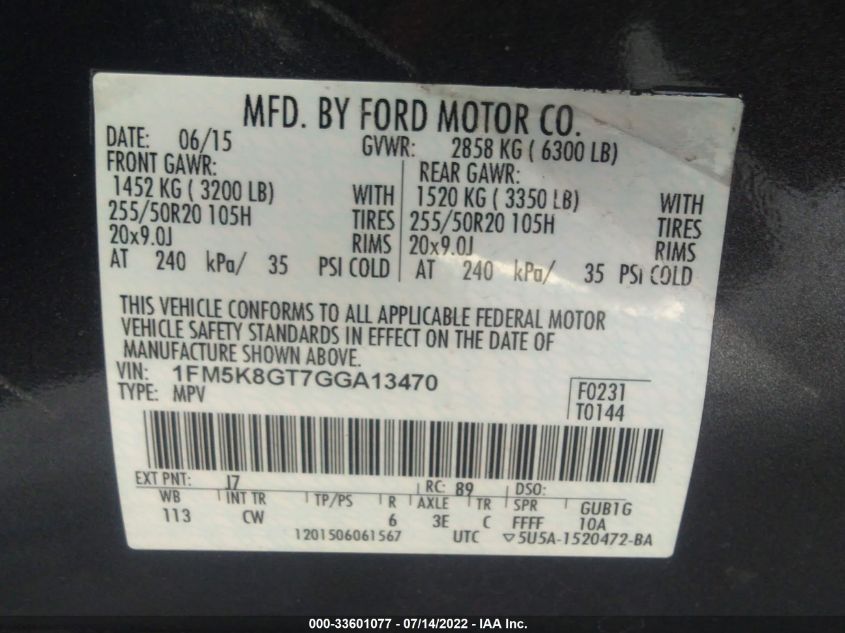 MFD. BY FORD MOTOR CO.
DATE: 06/15 GVWR: 2858 KG ( 6300 LB)
FRONT GAWR: REAR GAWR:
1452 KG ( 3200 LB) WITH 1520 KG ( 3350 LB) WITH
255/50R20 105H TIRES 255/50R20 105H TIRES
20x9.0J RIMS 20x9.0J RIMS
AT 240 kPa/ 35 PSI COLD AT 240 kPa/ 35 PSI COLD
THIS VEHICLE CONFORMS TO ALL APPLICABLE FEDERAL MOTOR
VEHICLE SAFETY STANDARDS IN EFFECT ON THE DATE OF
MANUFACTURE SHOWN ABOVE.
VIN: 1FM5K8GT7GGA13470
TYPE: MPV
F0231
T0144
EXT PNT: J7 RC: 89 DSO:
WB INT TR TP/PS R AXLE TR SPR GUB1G
113 CW 6 3E C FFFF 10A
1201506061567 UTC ▽5U5A-1520472-BA
000-33601077 - 07/14/2022 - IAA Inc.